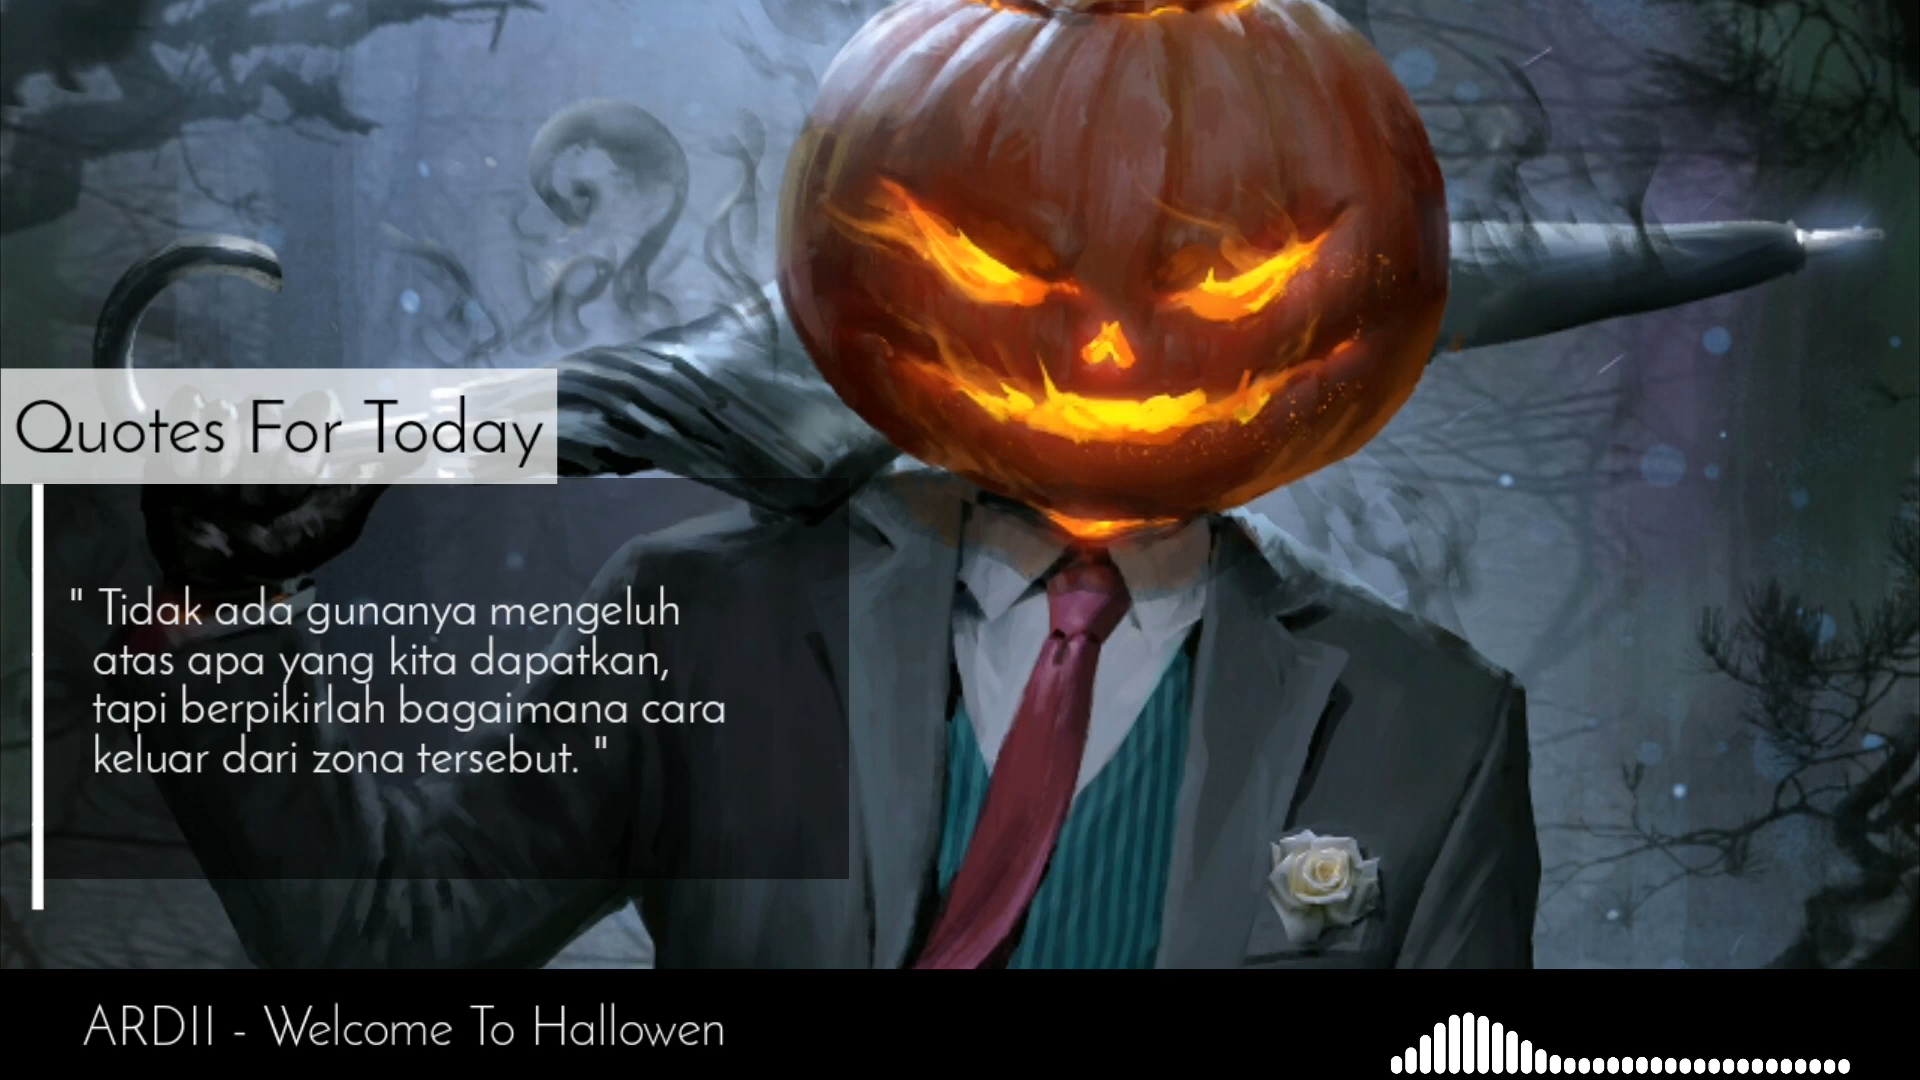 Quotes For Today
" Tidak ada gunanya mengeluh
atas apa yang kita dapatkan,
tapi berpikirlah bagaimana cara
keluar dari zona tersebut. "
ARDII - Welcome To Hallowen